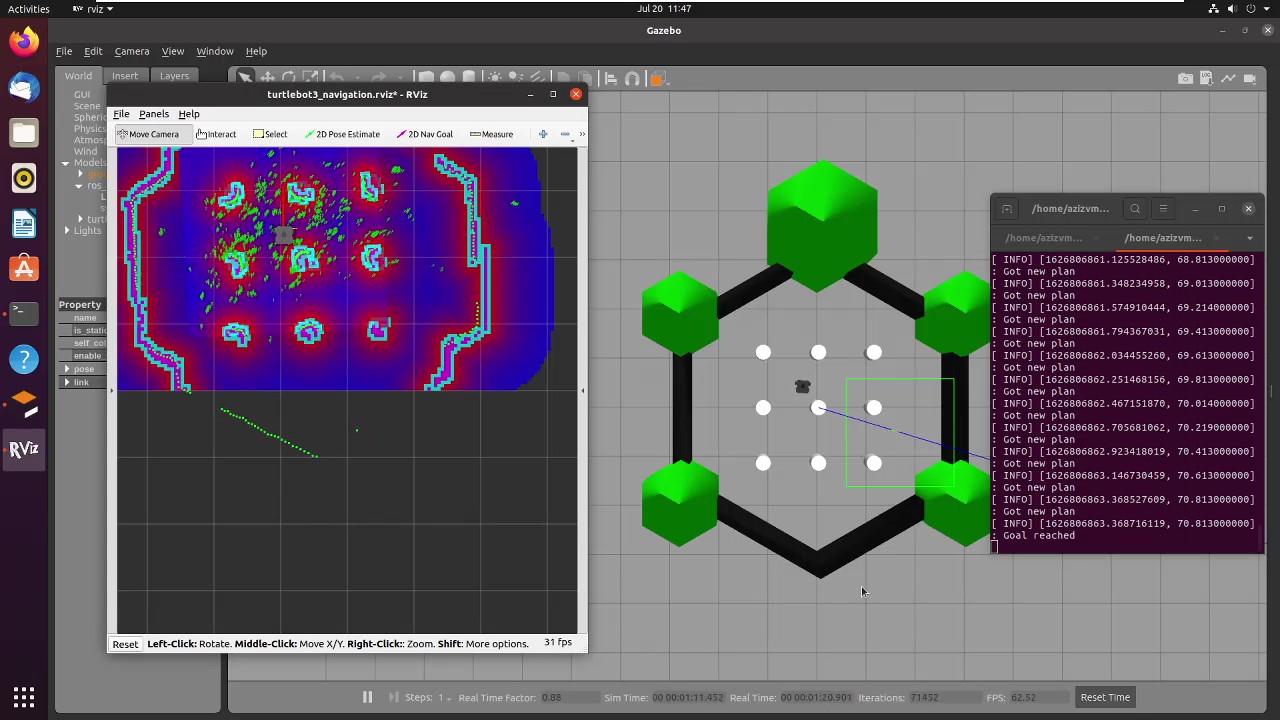 Activities
rviz
Jul 20 11:47
Gazebo
File Edit Camera View Window Help
World Insert Layers
GUI
Scene
Spheric
Physics
Atmosp
Wind
Models
ros
turtl
Lights
Property
name
is_static
self_col
enable_
pose
link
turtlebot3_navigation.rviz* - RViz
File Panels Help
Move Camera Interact Select 2D Pose Estimate 2D Nav Goal Measure
Reset Left-Click: Rotate. Middle-Click: Move X/Y. Right-Click:: Zoom. Shift: More options. 31 fps
/home/azizvm...
/home/azizvm... /home/azizvm...
[ INFO] [1626806861.125528486, 68.813000000]
: Got new plan
[ INFO] [1626806861.348234958, 69.013000000]
: Got new plan
[ INFO] [1626806861.574910444, 69.214000000]
: Got new plan
[ INFO] [1626806861.794367031, 69.413000000]
: Got new plan
[ INFO] [1626806862.034455260, 69.613000000]
: Got new plan
[ INFO] [1626806862.251468156, 69.813000000]
: Got new plan
[ INFO] [1626806862.467151870, 70.014000000]
: Got new plan
[ INFO] [1626806862.705681062, 70.219000000]
: Got new plan
[ INFO] [1626806862.923418019, 70.413000000]
: Got new plan
[ INFO] [1626806863.146730459, 70.613000000]
: Got new plan
[ INFO] [1626806863.368527609, 70.813000000]
: Got new plan
[ INFO] [1626806863.368716119, 70.813000000]
: Goal reached
RViz
Steps: 1 Real Time Factor: 0.88 Sim Time: 00 00:01:11.452 Real Time: 00 00:01:20.901 Iterations: 71452 FPS: 62.52 Reset Time